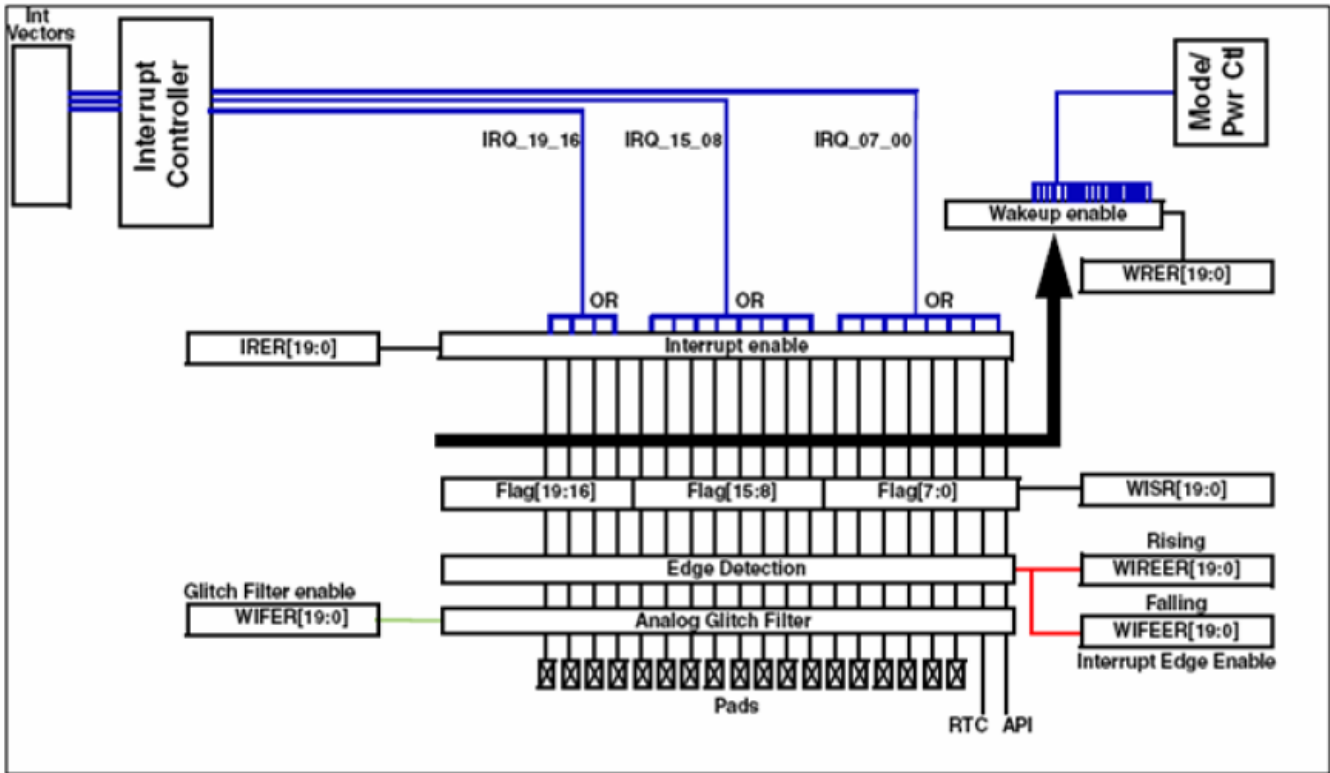 Int
Vectors
Interrupt
Controller
Mode/
Pwr Ctl
IRQ_19_16
IRQ_15_08
IRQ_07_00
Wakeup enable
WRER[19:0]
OR
OR
OR
IRER[19:0]
Interrupt enable
Flag[19:16]
Flag[15:8]
Flag[7:0]
WISR[19:0]
Rising
Edge Detection
WIREER[19:0]
Glitch Filter enable
Falling
WIFER[19:0]
Analog Glitch Filter
WIFEER[19:0]
Interrupt Edge Enable
Pads
RTC
API